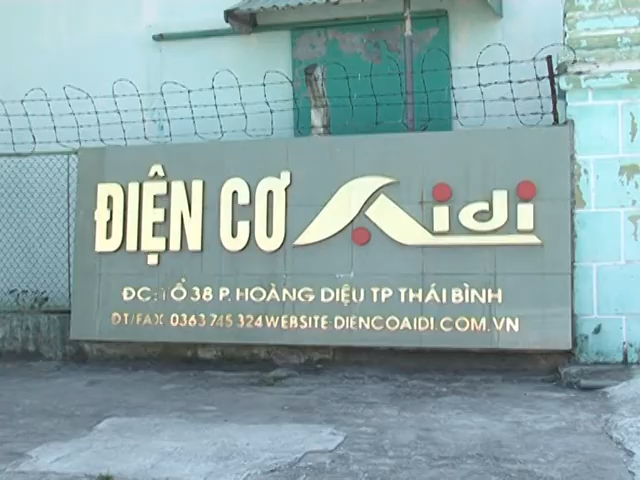 ĐIỆN CƠ Aidi
ĐC: TỔ 38 P. HOÀNG DIỆU TP THÁI BÌNH
ĐT/FAX: 0363 745 324 WEBSITE: DIENCOAIDI.COM.VN